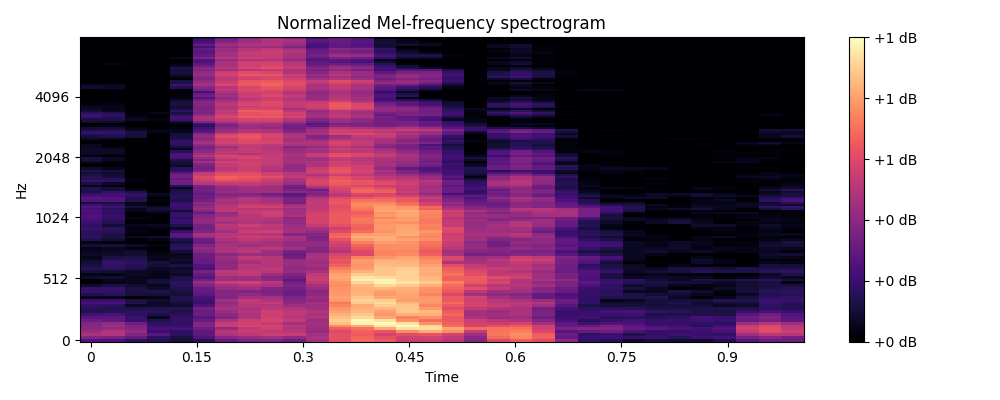 Normalized Mel-frequency spectrogram
Hz
4096
2048
1024
512
0
0 0.15 0.3 0.45 0.6 0.75 0.9
Time
+1 dB
+1 dB
+1 dB
+0 dB
+0 dB
+0 dB